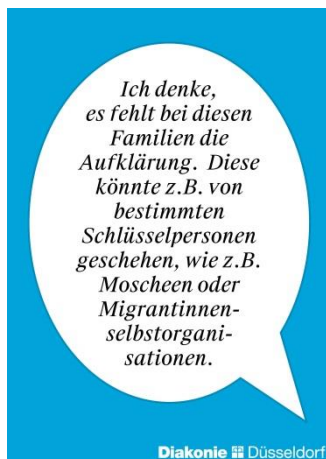 Ich denke,
es fehlt bei diesen
Familien die
Aufklärung. Diese
könnte z.B. von
bestimmten
Schlüsselpersonen
geschehen, wie z.B.
Moscheen oder
Migrantinnen-
selbstorgani-
sationen.
Diakonie Düsseldorf